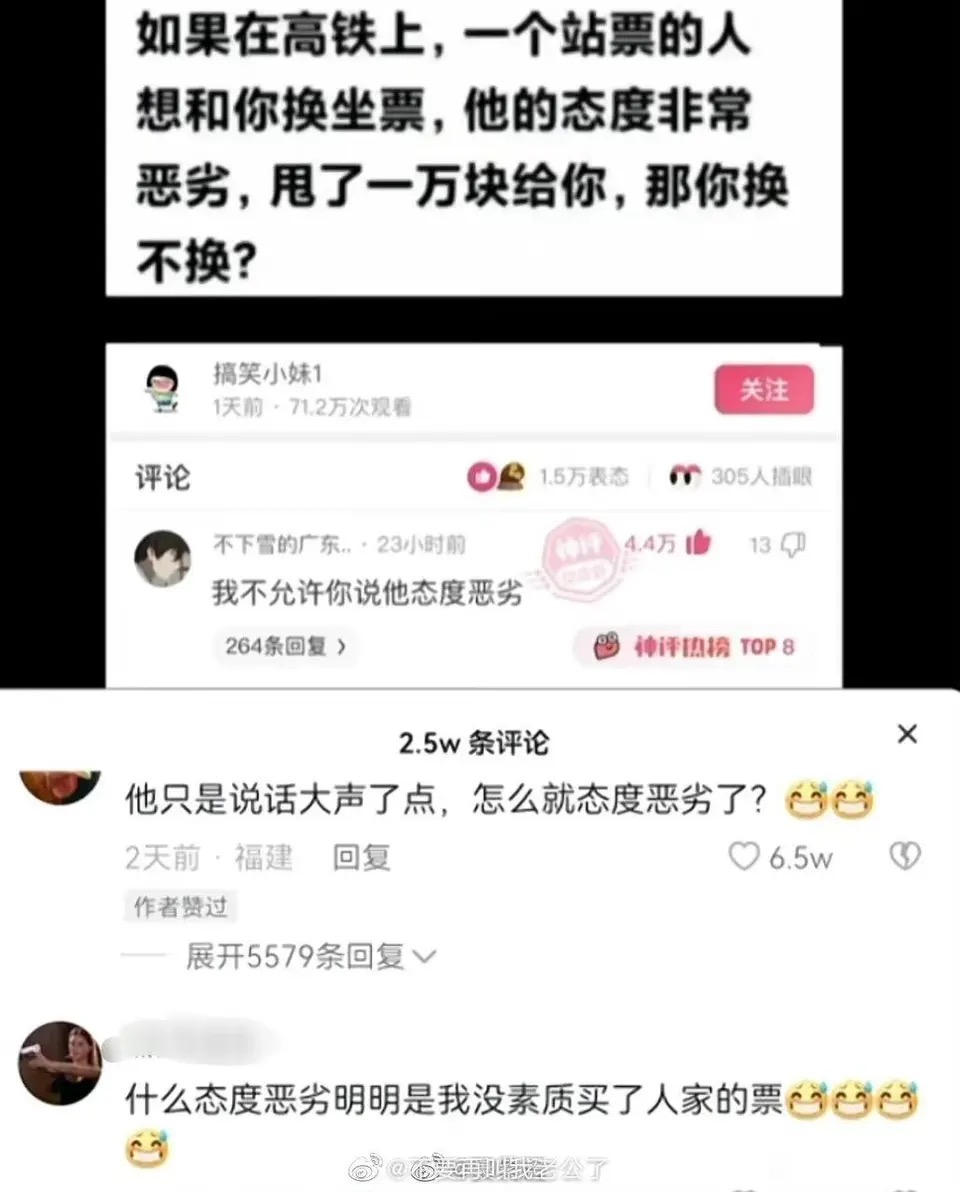 如果在高铁上，一个站票的人
想和你换坐票，他的态度非常
恶劣，甩了一万块给你，那你换
不换？
搞笑小妹1
1天前 · 71.2万次观看
关注
评论
1.5万表态
305人插眼
不下雪的广东.. · 23小时前
神评
4.4万
13
我不允许你说他态度恶劣
264条回复 >
神评热榜 TOP 8
2.5w 条评论
他只是说话大声了点，怎么就态度恶劣了？😂😂
2天前 · 福建 回复
6.5w
作者赞过
展开5579条回复
什么态度恶劣明明是我没素质买了人家的票😂😂😂
😂